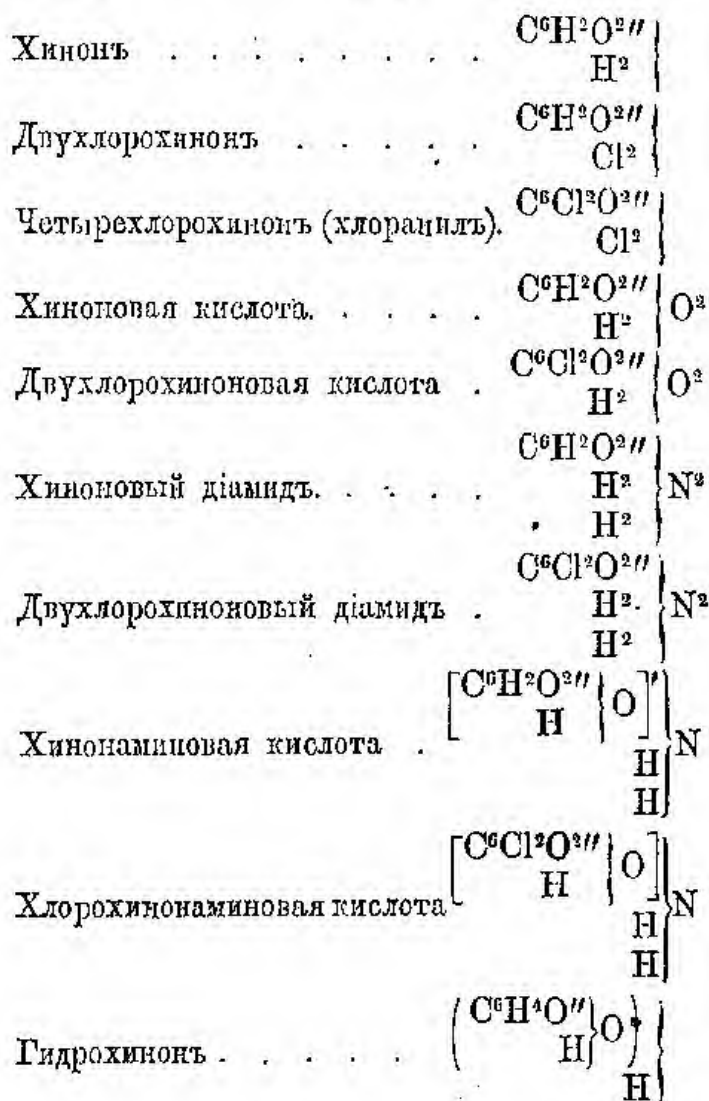 C⁶H²O²″
Хинонъ . . . . . . . . H² }
C⁶H²O²″
Двухлорохинонъ . . . . . Cl² }
C⁶Cl²O²″
Четырехлорохинонъ (хлоранилъ). Cl² }
C⁶H²O²″
Хиноновая кислота. . . . . H² } O²
C⁶Cl²O²″
Двухлорохиноновая кислота . H² } O²
C⁶H²O²″
Хиноновый діамидъ. . . . . H² } N²
H²
C⁶Cl²O²″
Двухлорохиноновый діамидъ . H² } N²
H²
[C⁶H²O²″ } O]′
H
Хинонаминовая кислота . H } N
H
[C⁶Cl²O²″ } O]
H
Хлорохинонаминовая кислота H } N
H
(C⁶H⁴O″ } O)′
Гидрохинонъ . . . . . H
H }